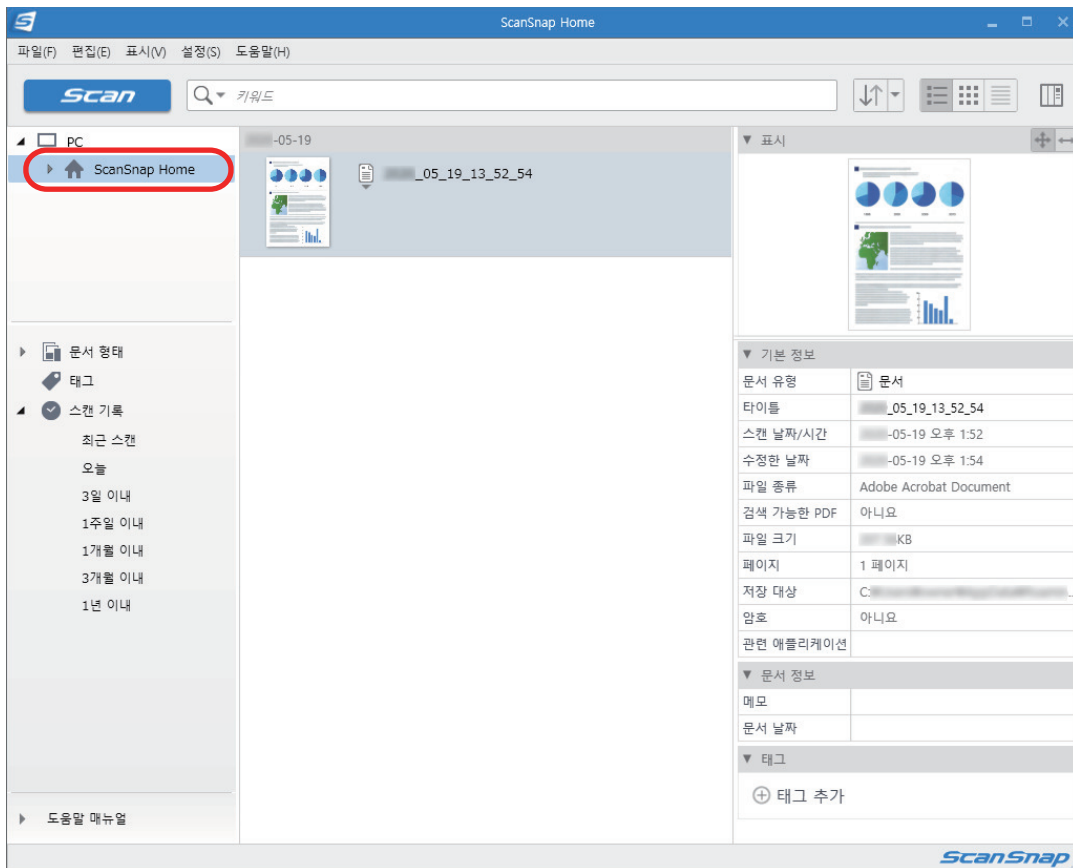 ScanSnap Home
파일(F) 편집(E) 표시(V) 설정(S) 도움말(H)
Scan
키워드
PC
ScanSnap Home
문서 형태
태그
스캔 기록
최근 스캔
오늘
3일 이내
1주일 이내
1개월 이내
3개월 이내
1년 이내
도움말 매뉴얼
-05-19
_05_19_13_52_54
표시
기본 정보
문서 유형 문서
타이틀 _05_19_13_52_54
스캔 날짜/시간 -05-19 오후 1:52
수정한 날짜 -05-19 오후 1:54
파일 종류 Adobe Acrobat Document
검색 가능한 PDF 아니요
파일 크기 KB
페이지 1 페이지
저장 대상 C:
암호 아니요
관련 애플리케이션
문서 정보
메모
문서 날짜
태그
태그 추가
ScanSnap